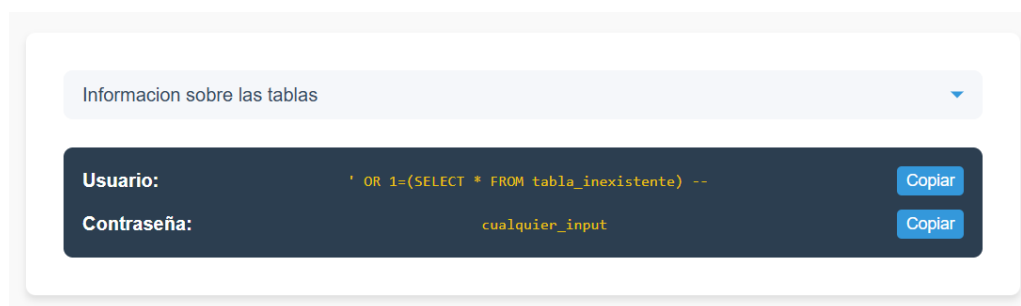 Informacion sobre las tablas
Usuario: ' OR 1=(SELECT * FROM tabla_inexistente) -- Copiar
Contraseña: cualquier_input Copiar